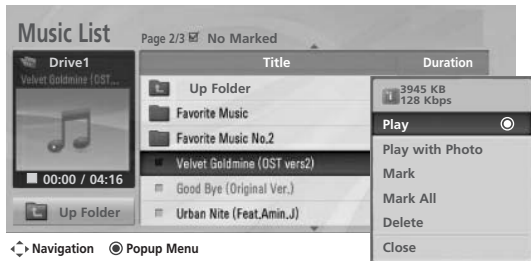 Music List
Page 2/3 No Marked
Drive1
Velvet Goldmine (OST...
00:00 / 04:16
Up Folder
Title Duration
Up Folder
Favorite Music
Favorite Music No.2
Velvet Goldmine (OST vers2)
Good Bye (Original Ver.)
Urban Nite (Feat.Amin.J)
3945 KB
128 Kbps
Play
Play with Photo
Mark
Mark All
Delete
Close
Navigation Popup Menu